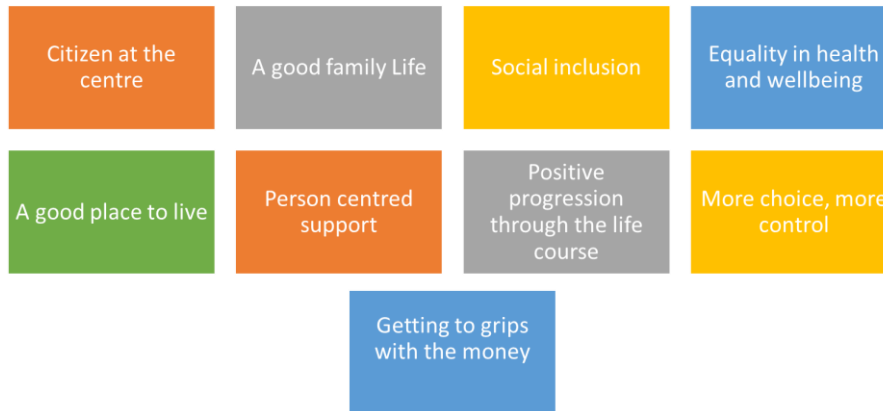 Citizen at the
centre
A good family Life
Social inclusion
Equality in health
and wellbeing
A good place to live
Person centred
support
Positive
progression
through the life
course
More choice, more
control
Getting to grips
with the money